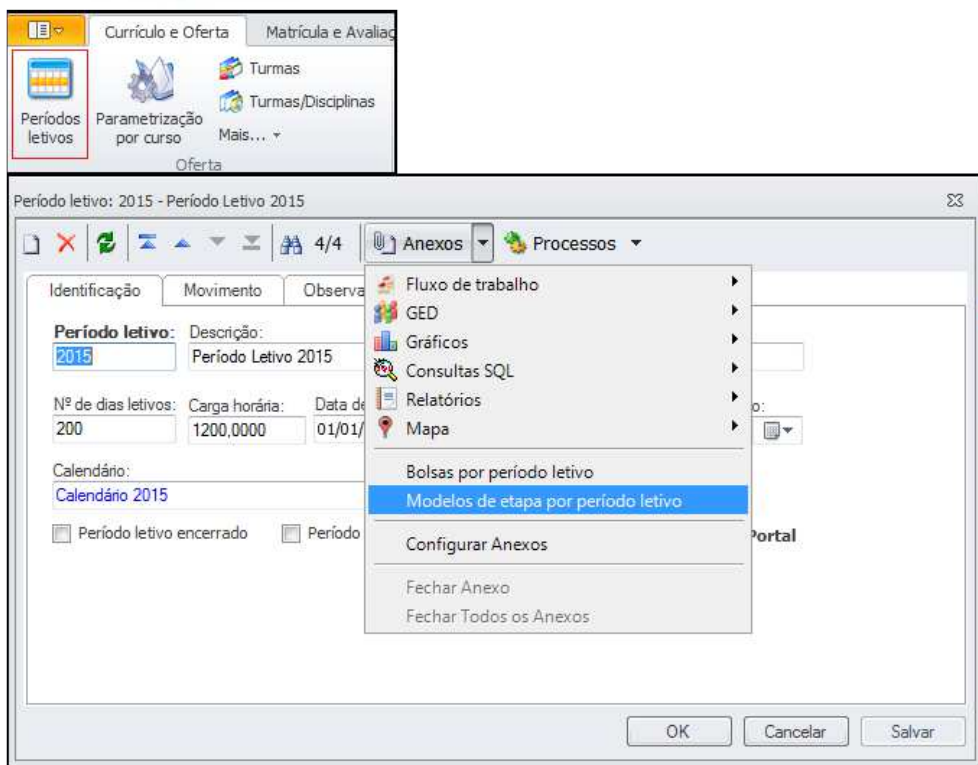 Currículo e Oferta Matrícula e Avaliaç
Períodos letivos
Parametrização por curso
Turmas
Turmas/Disciplinas
Mais...
Oferta
Período letivo: 2015 - Período Letivo 2015
4/4 Anexos Processos
Identificação Movimento Observa
Período letivo: Descrição:
2015 Período Letivo 2015
Nº de dias letivos: Carga horária: Data de o:
200 1200,0000 01/01/
Calendário:
Calendário 2015
Período letivo encerrado Período Portal
Fluxo de trabalho
GED
Gráficos
Consultas SQL
Relatórios
Mapa
Bolsas por período letivo
Modelos de etapa por período letivo
Configurar Anexos
Fechar Anexo
Fechar Todos os Anexos
OK Cancelar Salvar